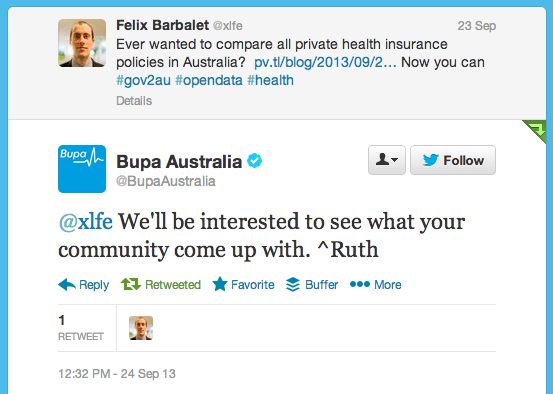 Felix Barbalet @xlfe 23 Sep
Ever wanted to compare all private health insurance
policies in Australia? pv.tl/blog/2013/09/2... Now you can
#gov2au #opendata #health
Details
Bupa
Bupa Australia
Follow
@BupaAustralia
@xlfe We'll be interested to see what your
community come up with. ^Ruth
Reply Retweeted Favorite Buffer More
1
RETWEET
12:32 PM - 24 Sep 13